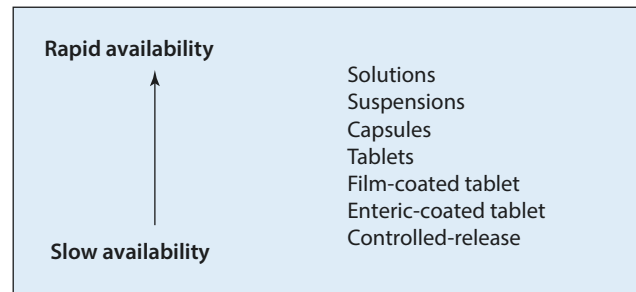 Rapid availability
Solutions
Suspensions
Capsules
Tablets
Film-coated tablet
Enteric-coated tablet
Controlled-release
Slow availability